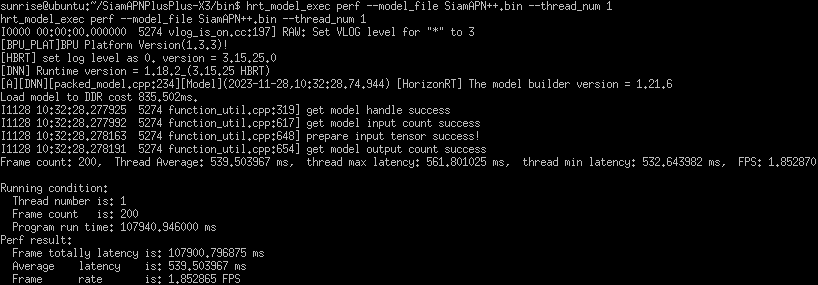 sunrise@ubuntu:~/SiamAPNPlusPlus-X3/bin$ hrt_model_exec perf --model_file SiamAPN++.bin --thread_num 1
hrt_model_exec perf --model_file SiamAPN++.bin --thread_num 1
I0000 00:00:00.000000  5274 vlog_is_on.cc:197] RAW: Set VLOG level for "*" to 3
[BPU_PLAT]BPU Platform Version(1.3.3)!
[HBRT] set log level as 0. version = 3.15.25.0
[DNN] Runtime version = 1.18.2_(3.15.25 HBRT)
[A][DNN][packed_model.cpp:234][Model](2023-11-28,10:32:28.74.944) [HorizonRT] The model builder version = 1.21.6
Load model to DDR cost 835.502ms.
I1128 10:32:28.277925  5274 function_util.cpp:319] get model handle success
I1128 10:32:28.277992  5274 function_util.cpp:617] get model input count success
I1128 10:32:28.278163  5274 function_util.cpp:648] prepare input tensor success!
I1128 10:32:28.278191  5274 function_util.cpp:654] get model output count success
Frame count: 200,  Thread Average: 539.503967 ms,  thread max latency: 561.801025 ms,  thread min latency: 532.643982 ms,  FPS: 1.852870
Running condition:
  Thread number is: 1
  Frame count   is: 200
  Program run time: 107940.946000 ms
Perf result:
  Frame totally latency is: 107900.796875 ms
  Average    latency    is: 539.503967 ms
  Frame      rate       is: 1.852865 FPS